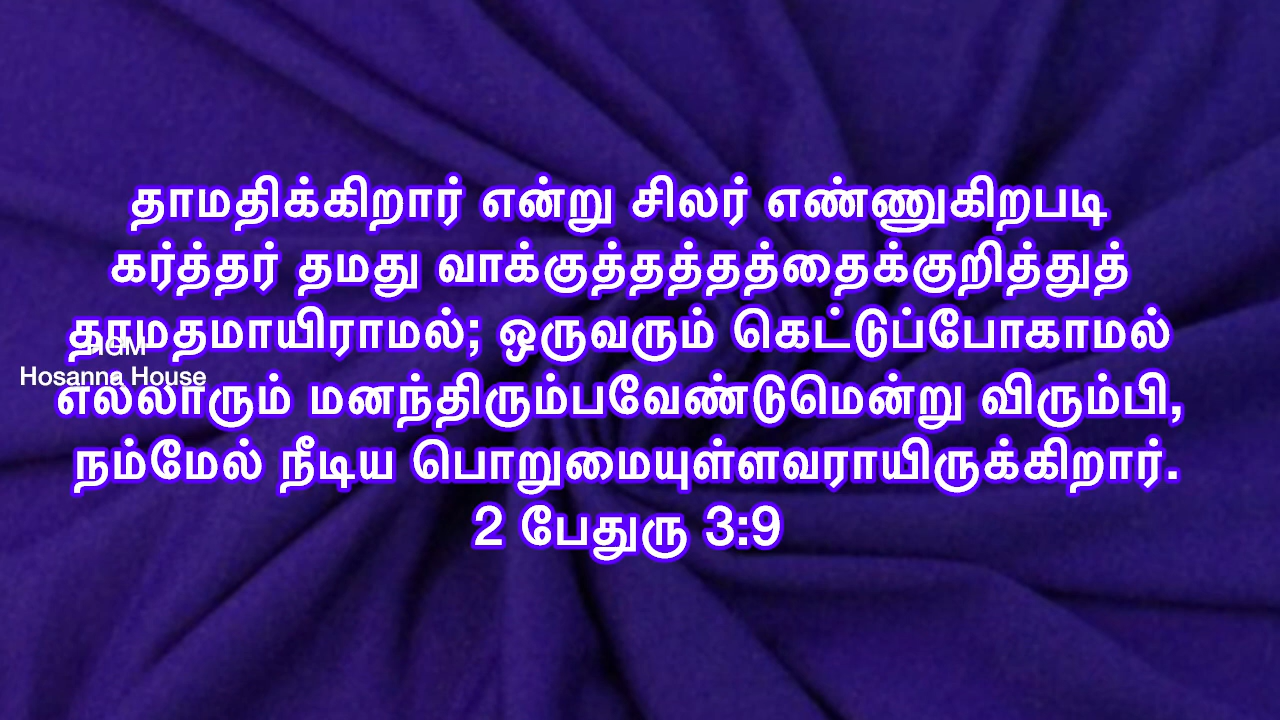 தாமதிக்கிறார் என்று சிலர் எண்ணுகிறபடி
கர்த்தர் தமது வாக்குத்தத்தத்தைக்குறித்துத்
தாமதமாயிராமல்; ஒருவரும் கெட்டுப்போகாமல்
எல்லாரும் மனந்திரும்பவேண்டுமென்று விரும்பி,
நம்மேல் நீடிய பொறுமையுள்ளவராயிருக்கிறார்.
2 பேதுரு 3:9
HGM
Hosanna House